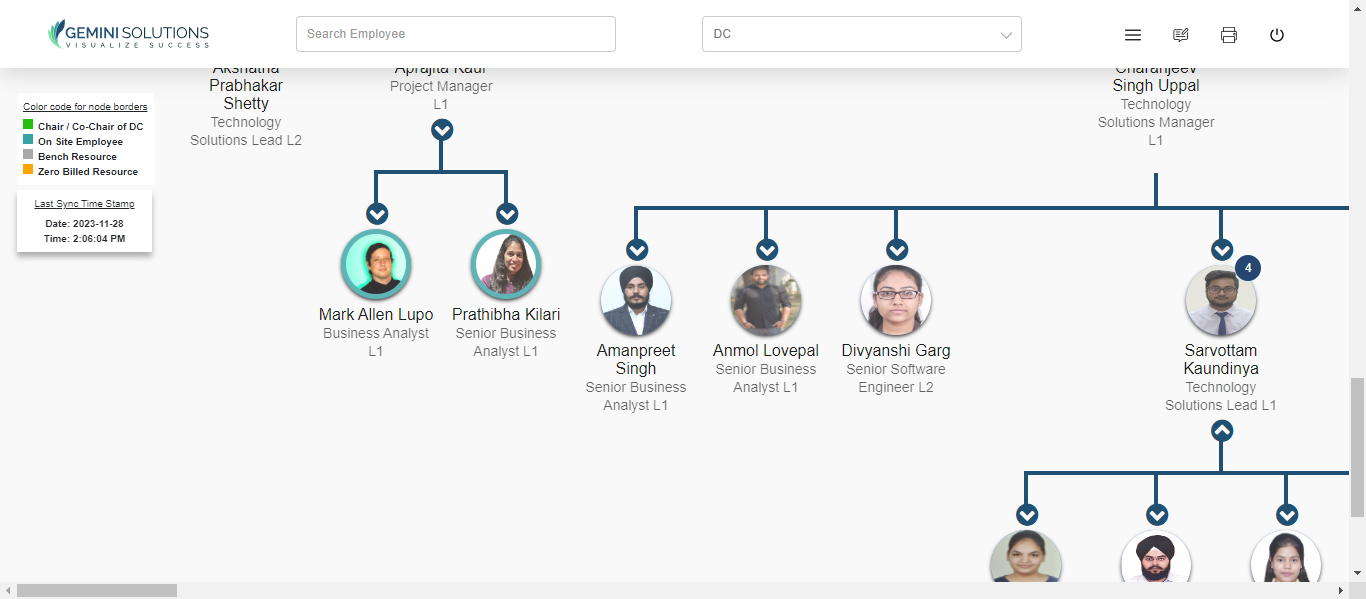 GEMINI SOLUTIONS
VISUALIZE SUCCESS
Search Employee
DC
Color code for node borders
Chair / Co-Chair of DC
On Site Employee
Bench Resource
Zero Billed Resource
Last Sync Time Stamp
Date: 2023-11-28
Time: 2:06:04 PM
Akshatha
Prabhakar
Shetty
Technology
Solutions Lead L2
Aprajita Kaul
Project Manager
L1
Charanjeev
Singh Uppal
Technology
Solutions Manager
L1
Mark Allen Lupo
Business Analyst
L1
Prathibha Kilari
Senior Business
Analyst L1
Amanpreet
Singh
Senior Business
Analyst L1
Anmol Lovepal
Senior Business
Analyst L1
Divyanshi Garg
Senior Software
Engineer L2
4
Sarvottam
Kaundinya
Technology
Solutions Lead L1